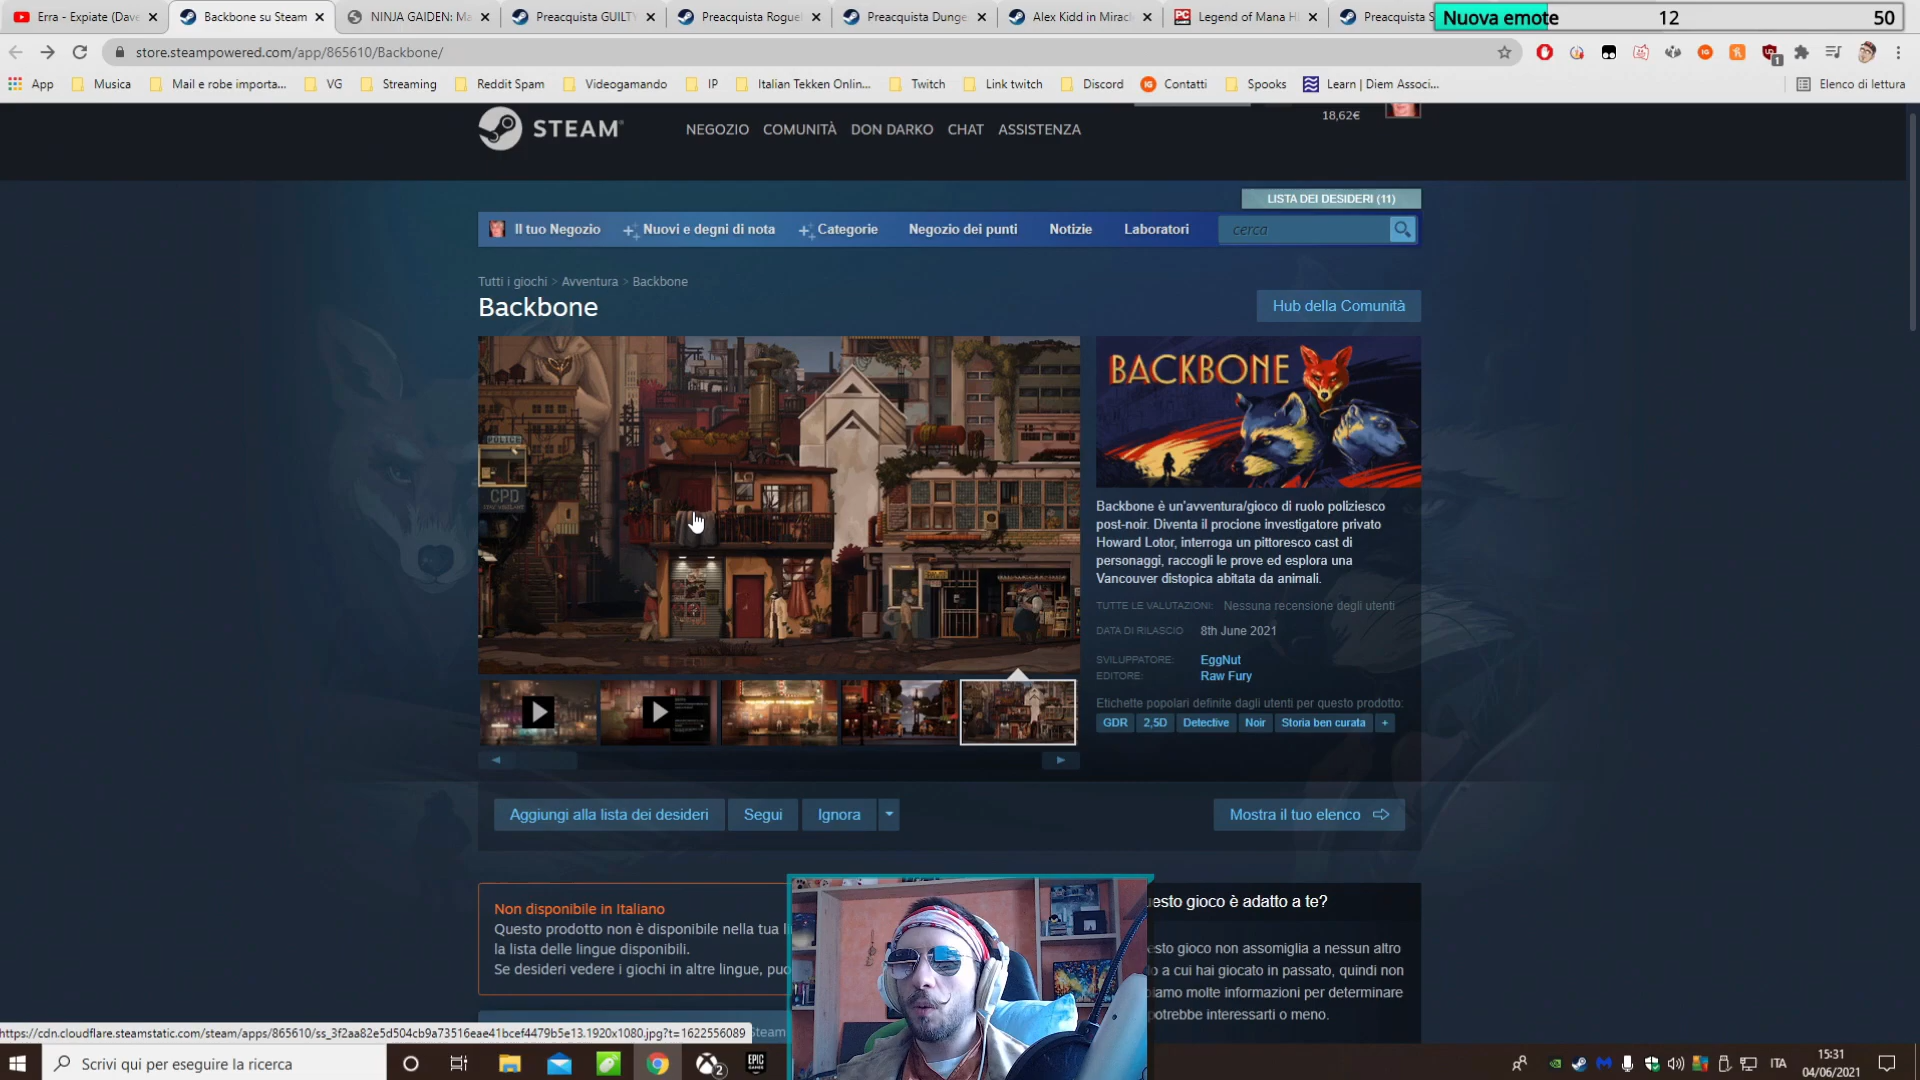 Erra - Expiate (Dave
Backbone su Steam
NINJA GAIDEN: Ma
Preacquista GUILTY
Preacquista Rogue
Preacquista Dunge
Alex Kidd in Miracl
Legend of Mana H
Preacquista S
Nuova emote 12 50
store.steampowered.com/app/865610/Backbone/
App
Musica
Mail e robe importa...
VG
Streaming
Reddit Spam
Videogamando
IP
Italian Tekken Onlin...
Twitch
Link twitch
Discord
Contatti
Spooks
Learn | Diem Associ...
Elenco di lettura
STEAM
NEGOZIO COMUNITÀ DON DARKO CHAT ASSISTENZA
18,62€
LISTA DEI DESIDERI (11)
Il tuo Negozio
Nuovi e degni di nota
Categorie
Negozio dei punti
Notizie
Laboratori
cerca
Tutti i giochi > Avventura > Backbone
Backbone
Hub della Comunità
POLICE
CPD
BACKBONE
Backbone è un'avventura/gioco di ruolo poliziesco
post-noir. Diventa il procione investigatore privato
Howard Lotor, interroga un pittoresco cast di
personaggi, raccogli le prove ed esplora una
Vancouver distopica abitata da animali.
TUTTE LE VALUTAZIONI: Nessuna recensione degli utenti
DATA DI RILASCIO 8th June 2021
SVILUPPATORE: EggNut
EDITORE: Raw Fury
Etichette popolari definite dagli utenti per questo prodotto:
GDR 2,5D Detective Noir Storia ben curata +
Aggiungi alla lista dei desideri
Segui
Ignora
Mostra il tuo elenco
Non disponibile in Italiano
Questo prodotto non è disponibile nella tua li
la lista delle lingue disponibili.
Se desideri vedere i giochi in altre lingue, puo
esto gioco è adatto a te?
esto gioco non assomiglia a nessun altro
o a cui hai giocato in passato, quindi non
biamo molte informazioni per determinare
potrebbe interessarti o meno.
Steam
https://cdn.cloudflare.steamstatic.com/steam/apps/865610/ss_3f2aa82e5d504cb9a73516eae41bcef4479b5e13.1920x1080.jpg?t=1622556089
Scrivi qui per eseguire la ricerca
2
EPIC
GAMES
ITA
15:31
04/06/2021